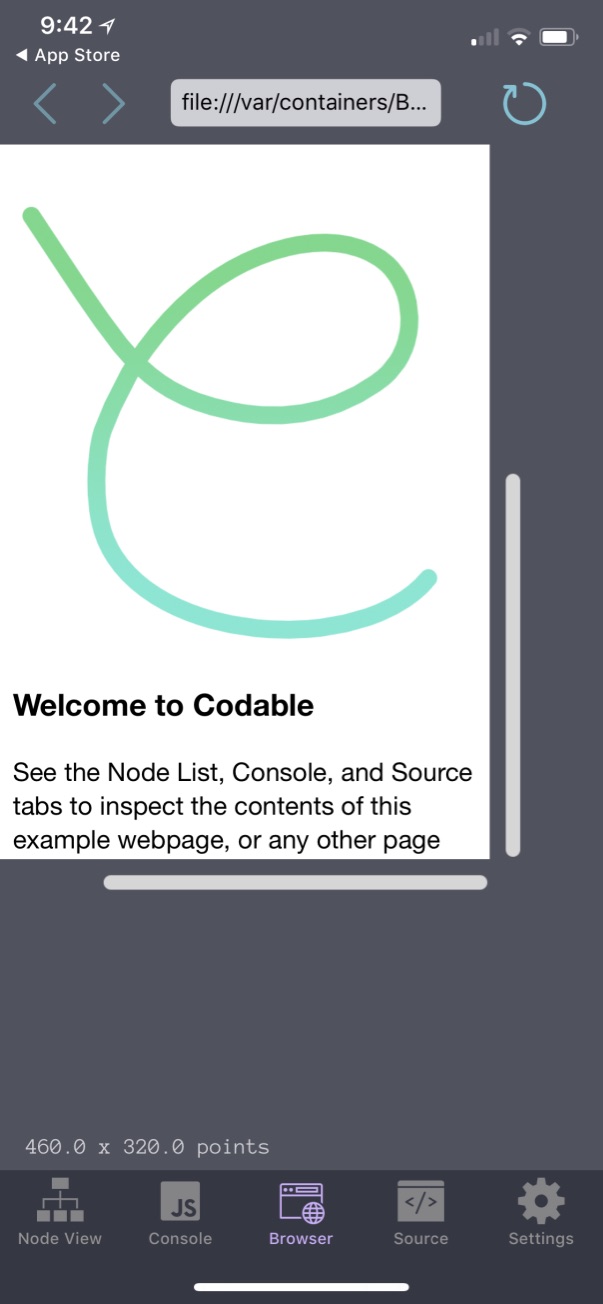 9:42
◀ App Store
file:///var/containers/B...
Welcome to Codable
See the Node List, Console, and Source
tabs to inspect the contents of this
example webpage, or any other page
460.0 x 320.0 points
JS
</>
Node View
Console
Browser
Source
Settings